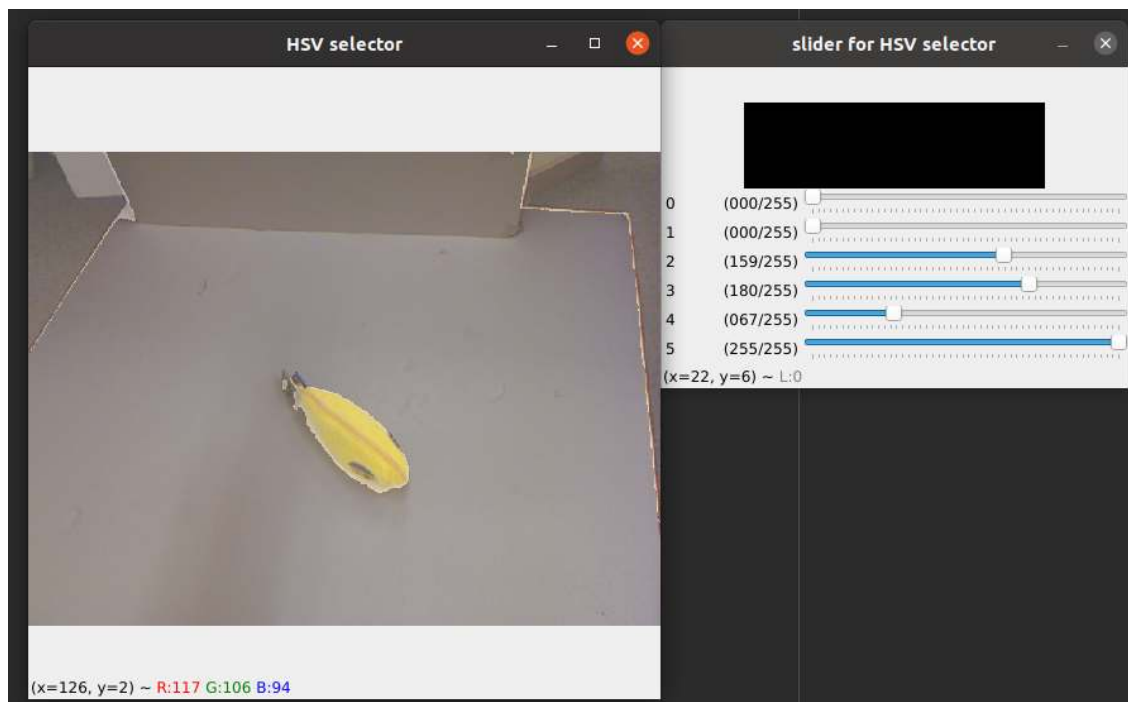 HSV selector
(x=126, y=2) ~ R:117 G:106 B:94
slider for HSV selector
0 (000/255)
1 (000/255)
2 (159/255)
3 (180/255)
4 (067/255)
5 (255/255)
(x=22, y=6) ~ L:0